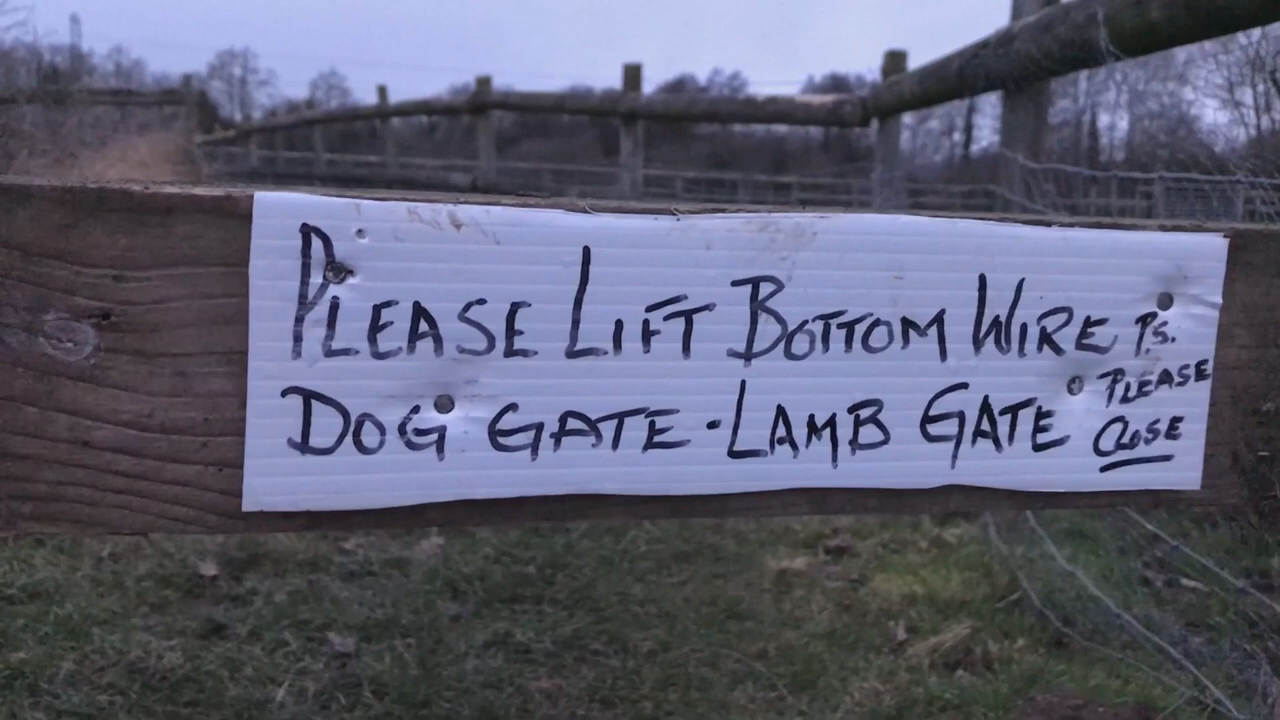 PLEASE LIFT BOTTOM WIRE P.S.
DOG GATE - LAMB GATE PLEASE
CLOSE